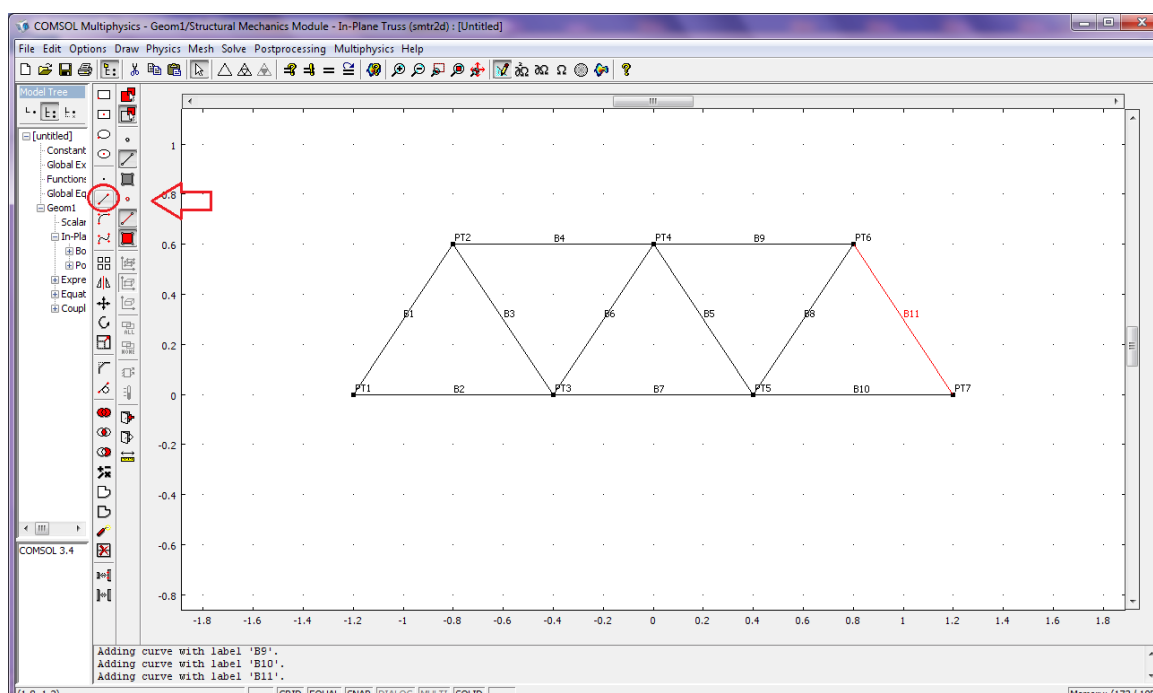 COMSOL Multiphysics - Geom1/Structural Mechanics Module - In-Plane Truss (smtr2d) : [Untitled]
File Edit Options Draw Physics Mesh Solve Postprocessing Multiphysics Help
Model Tree
[untitled]
Constant
Global Ex
Functions
Global Eq
Geom1
Scalar
In-Pla
Bo
Po
Expre
Equat
Coupl
COMSOL 3.4
ALL
NONE
1
0.8
0.6
0.4
0.2
0
-0.2
-0.4
-0.6
-0.8
PT2 B4 PT4 B9 PT6
B1 B3 B6 B5 B8 B11
PT1 B2 PT3 B7 PT5 B10 PT7
-1.8 -1.6 -1.4 -1.2 -1 -0.8 -0.6 -0.4 -0.2 0 0.2 0.4 0.6 0.8 1 1.2 1.4 1.6 1.8
Adding curve with label 'B9'.
Adding curve with label 'B10'.
Adding curve with label 'B11'.
GRID EQUAL SNAP DIALOG MULTI SOLID